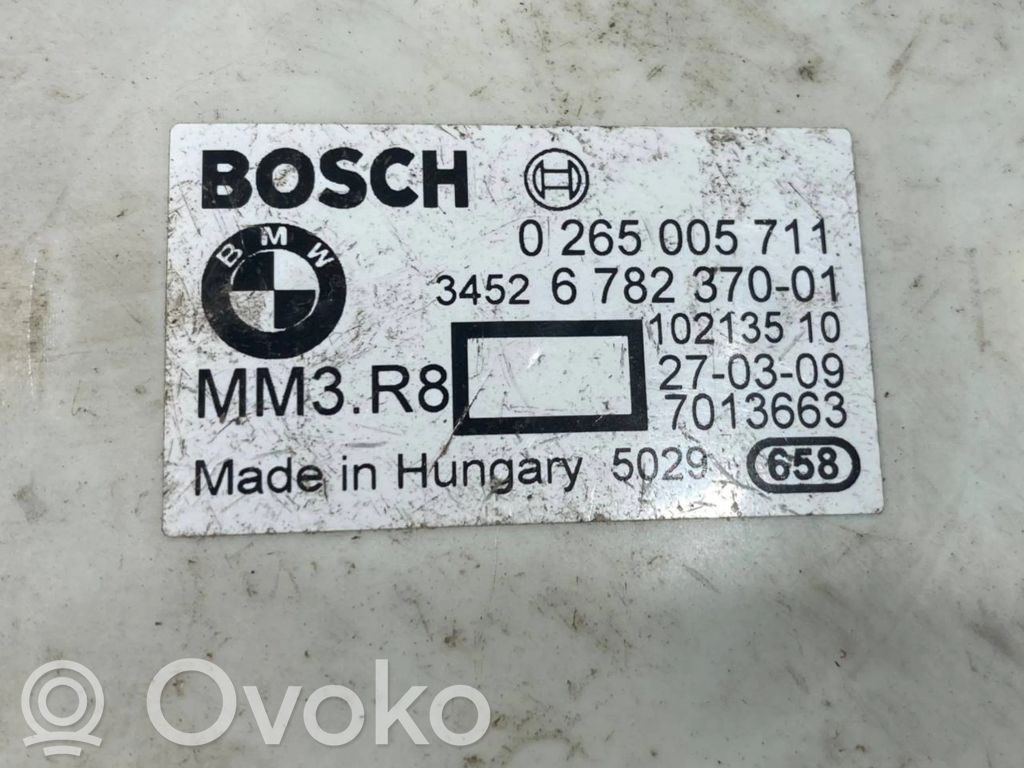 BOSCH
0 265 005 711
BMW
3452 6 782 370-01
102135 10
MM3.R8
27-03-09
7013663
Made in Hungary 5029 658
Ovoko